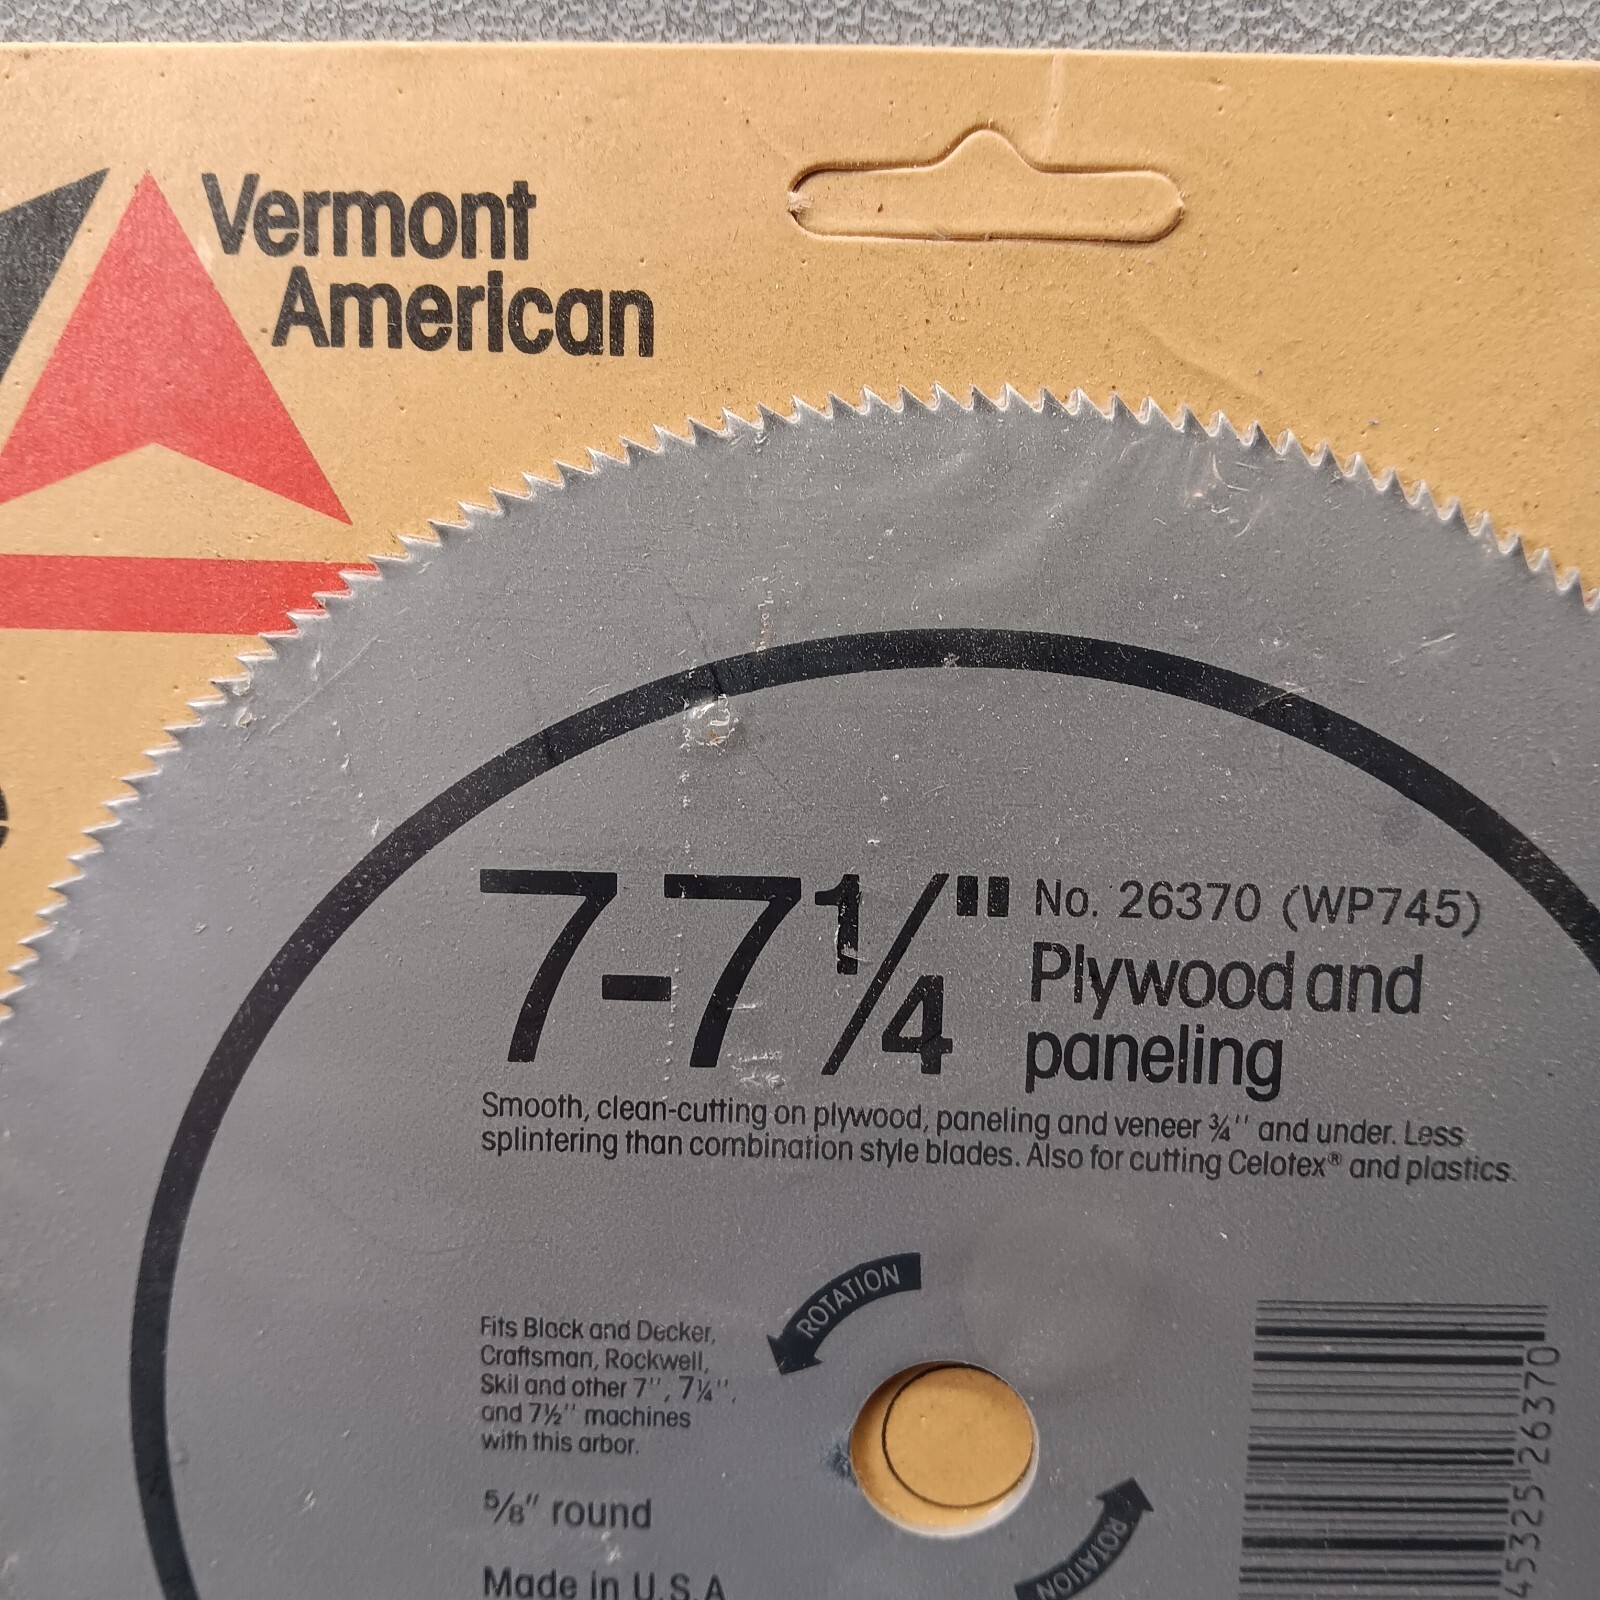 Vermont
American
7-7¼"
No. 26370 (WP745)
Plywood and
paneling
Smooth, clean-cutting on plywood, paneling and veneer ¾'' and under. Less
splintering than combination style blades. Also for cutting Celotex® and plastics.
ROTATION
Fits Black and Decker,
Craftsman, Rockwell,
Skil and other 7'', 7¼'',
and 7½'' machines
with this arbor.
⅝" round
Made in U.S.A
ROTATION
45325 26370